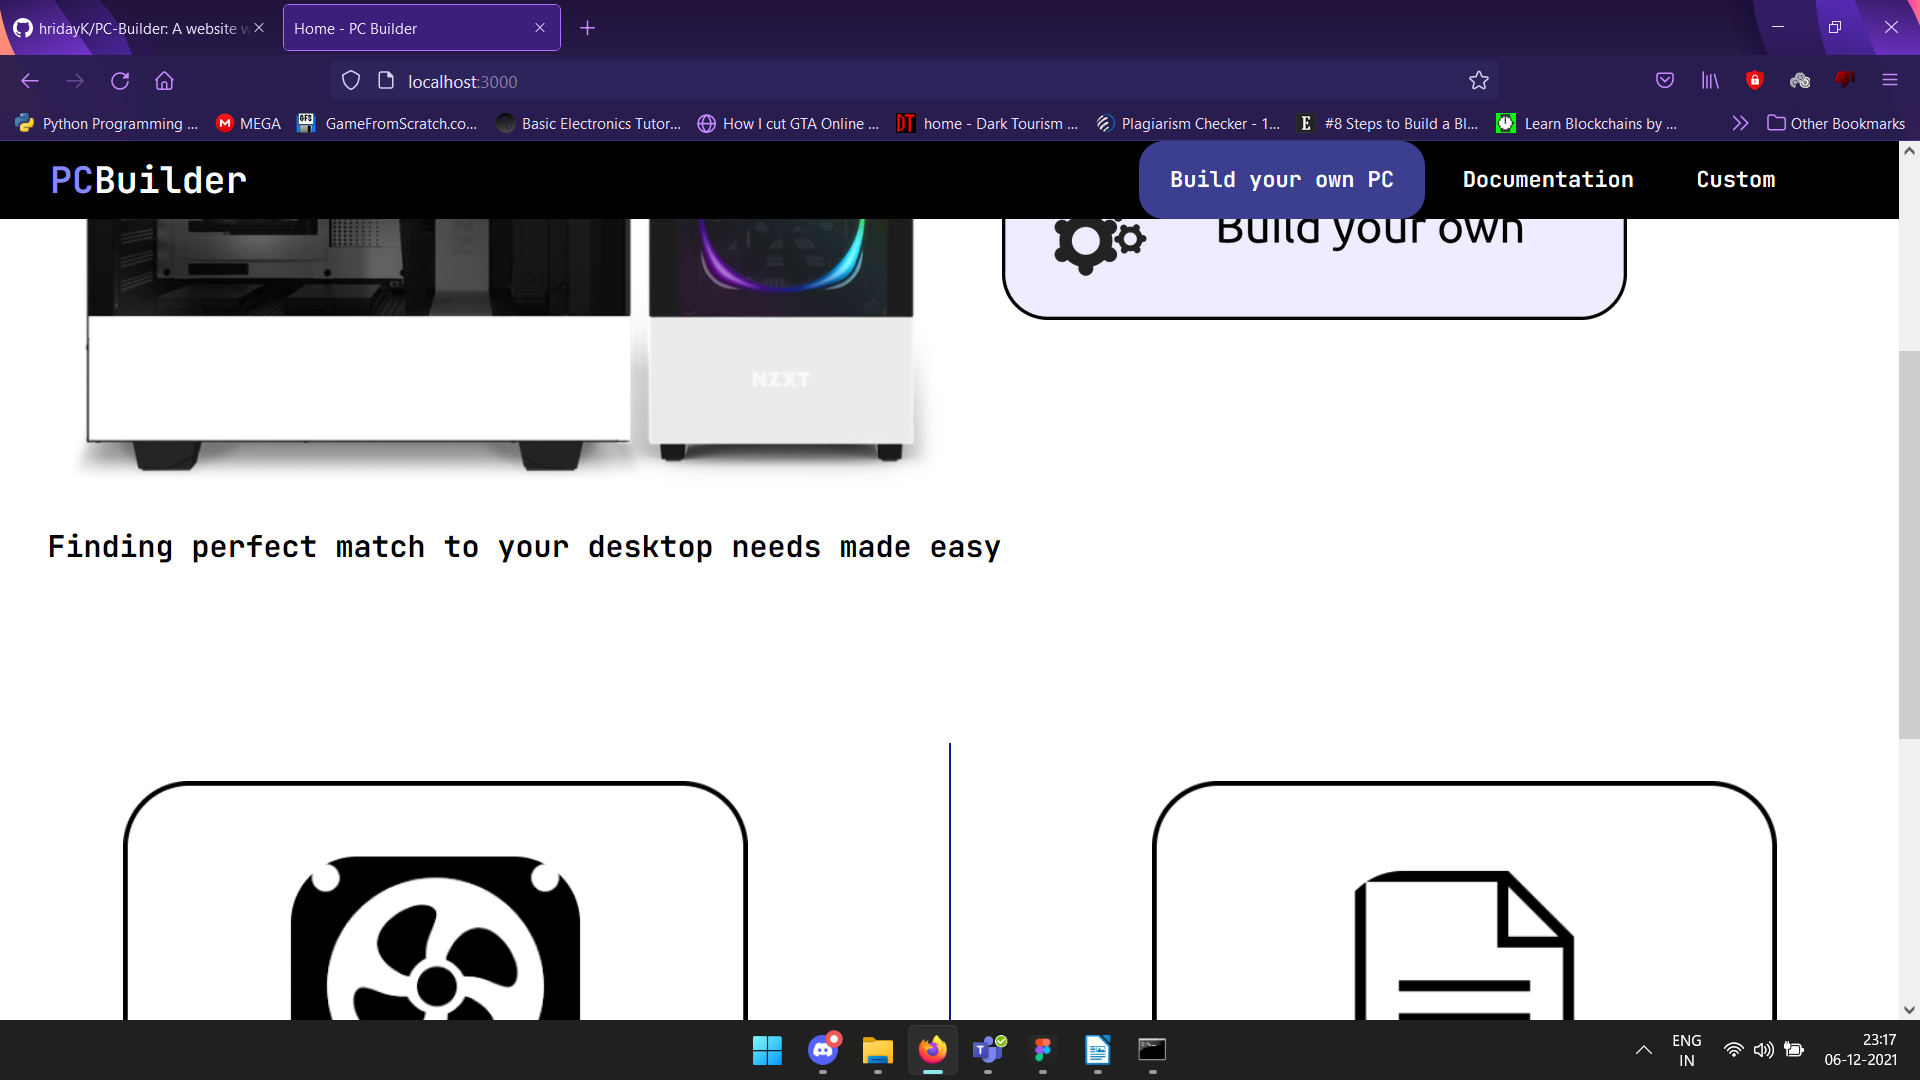 hridayK/PC-Builder: A website w
Home - PC Builder
localhost:3000
Python Programming ...
MEGA
GameFromScratch.co...
Basic Electronics Tutor...
How I cut GTA Online ...
home - Dark Tourism ...
Plagiarism Checker - 1...
#8 Steps to Build a Bl...
Learn Blockchains by ...
Other Bookmarks
PCBuilder
Build your own PC
Documentation
Custom
Build your own
NZXT
Finding perfect match to your desktop needs made easy
ENG
IN
23:17
06-12-2021